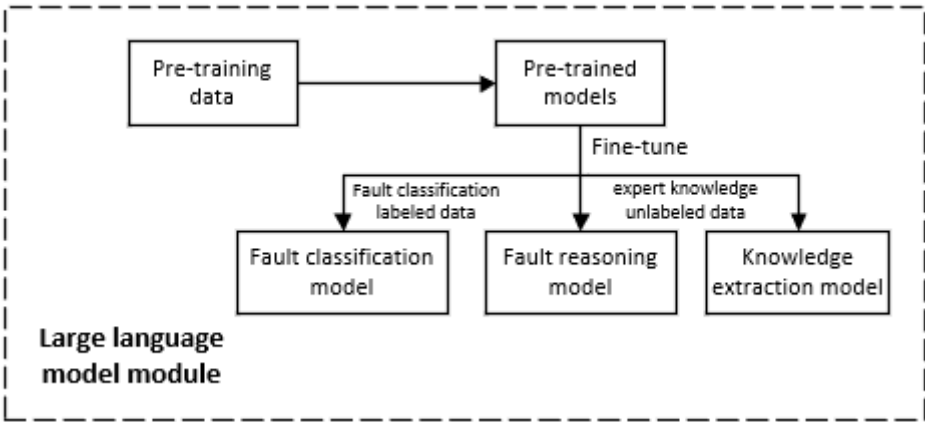 Pre-training
data
Pre-trained
models
Fine-tune
Fault classification
labeled data
expert knowledge
unlabeled data
Fault classification
model
Fault reasoning
model
Knowledge
extraction model
Large language
model module